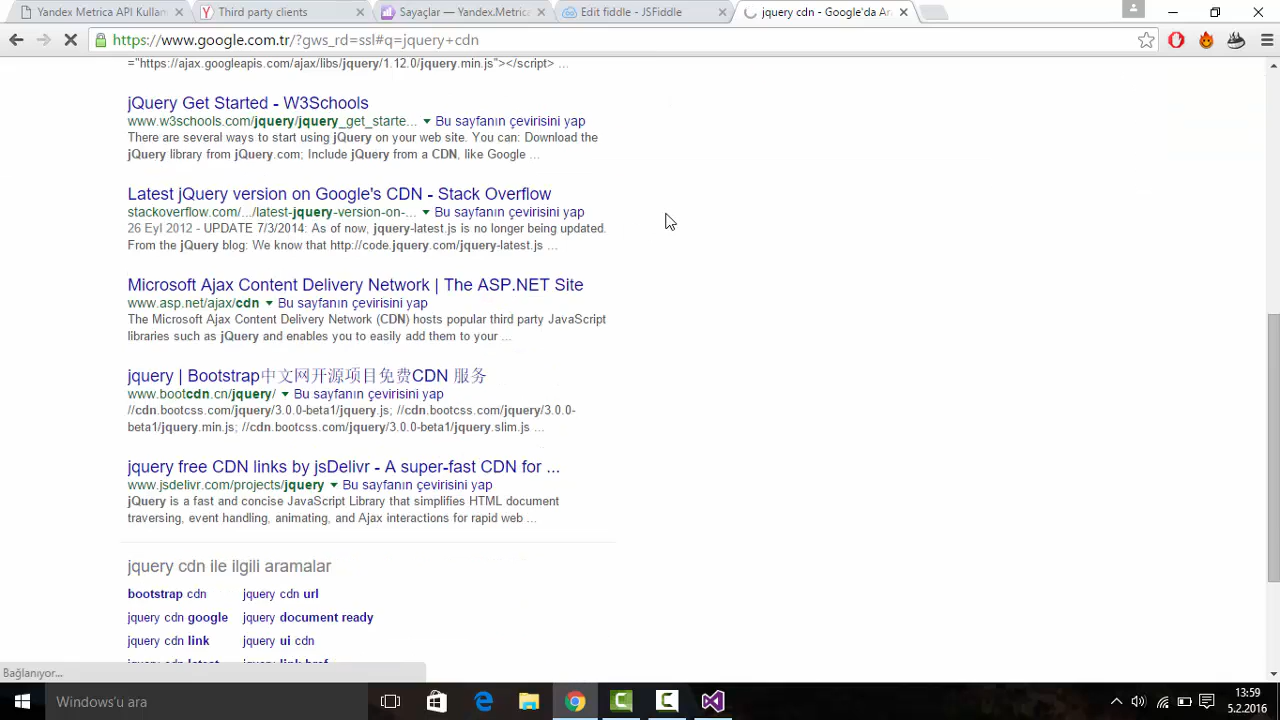 Yandex Metrica API Kullanı
Third party clients
Sayaçlar — Yandex.Metrica
Edit fiddle - JSFiddle
jquery cdn - Google'da Ara
https://www.google.com.tr/?gws_rd=ssl#q=jquery+cdn
="https://ajax.googleapis.com/ajax/libs/jquery/1.12.0/jquery.min.js"></script> ...
jQuery Get Started - W3Schools
www.w3schools.com/jquery/jquery_get_starte... Bu sayfanın çevirisini yap
There are several ways to start using jQuery on your web site. You can: Download the
jQuery library from jQuery.com; Include jQuery from a CDN, like Google ...
Latest jQuery version on Google's CDN - Stack Overflow
stackoverflow.com/.../latest-jquery-version-on-... Bu sayfanın çevirisini yap
26 Eyl 2012 - UPDATE 7/3/2014: As of now, jquery-latest.js is no longer being updated.
From the jQuery blog: We know that http://code.jquery.com/jquery-latest.js ...
Microsoft Ajax Content Delivery Network | The ASP.NET Site
www.asp.net/ajax/cdn Bu sayfanın çevirisini yap
The Microsoft Ajax Content Delivery Network (CDN) hosts popular third party JavaScript
libraries such as jQuery and enables you to easily add them to your ...
jquery | Bootstrap中文网开源项目免费CDN 服务
www.bootcdn.cn/jquery/ Bu sayfanın çevirisini yap
//cdn.bootcss.com/jquery/3.0.0-beta1/jquery.js; //cdn.bootcss.com/jquery/3.0.0-
beta1/jquery.min.js; //cdn.bootcss.com/jquery/3.0.0-beta1/jquery.slim.js ...
jquery free CDN links by jsDelivr - A super-fast CDN for ...
www.jsdelivr.com/projects/jquery Bu sayfanın çevirisini yap
jQuery is a fast and concise JavaScript Library that simplifies HTML document
traversing, event handling, animating, and Ajax interactions for rapid web ...
jquery cdn ile ilgili aramalar
bootstrap cdn jquery cdn url
jquery cdn google jquery document ready
jquery cdn link jquery ui cdn
jquery cdn latest jquery link href
Bağlanıyor...
Windows'u ara
13:59
5.2.2016